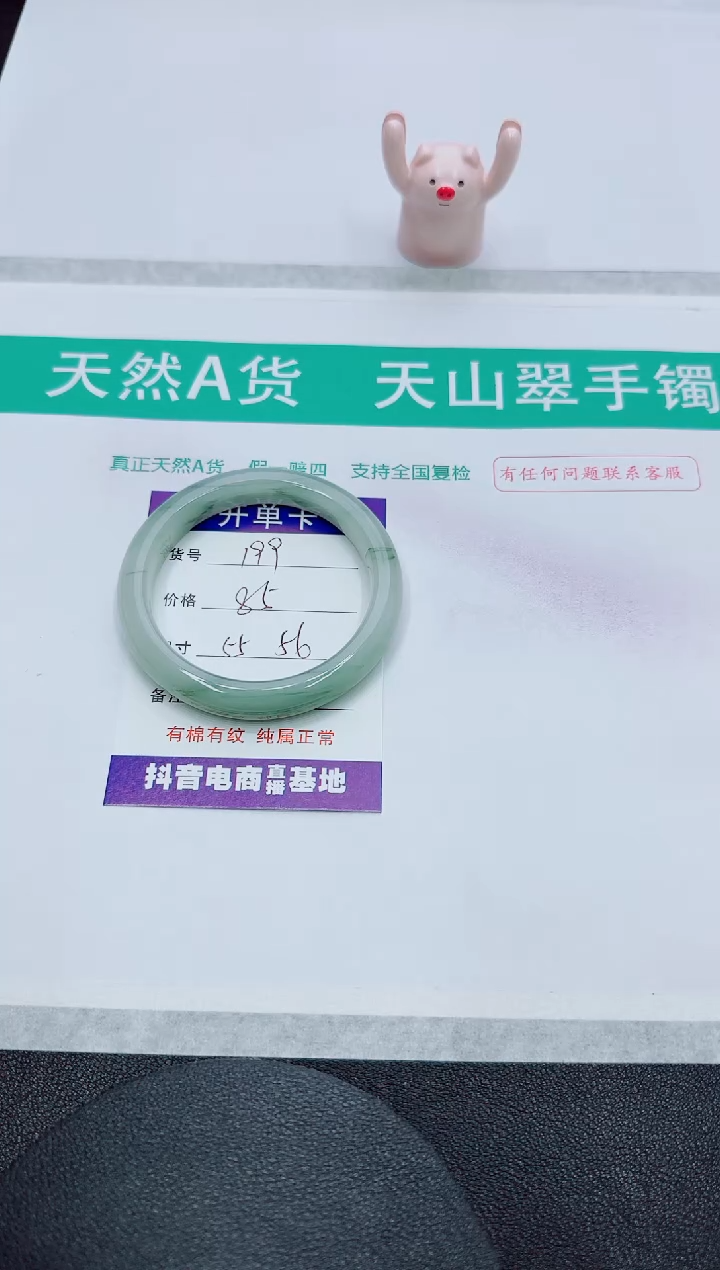 天然A货 天山翠手镯
真正天然A货 假一赔四 支持全国复检 有任何问题联系客服
开单卡
货号 199
价格 85
寸 55 56
备注
有棉有纹 纯属正常
抖音电商直播基地